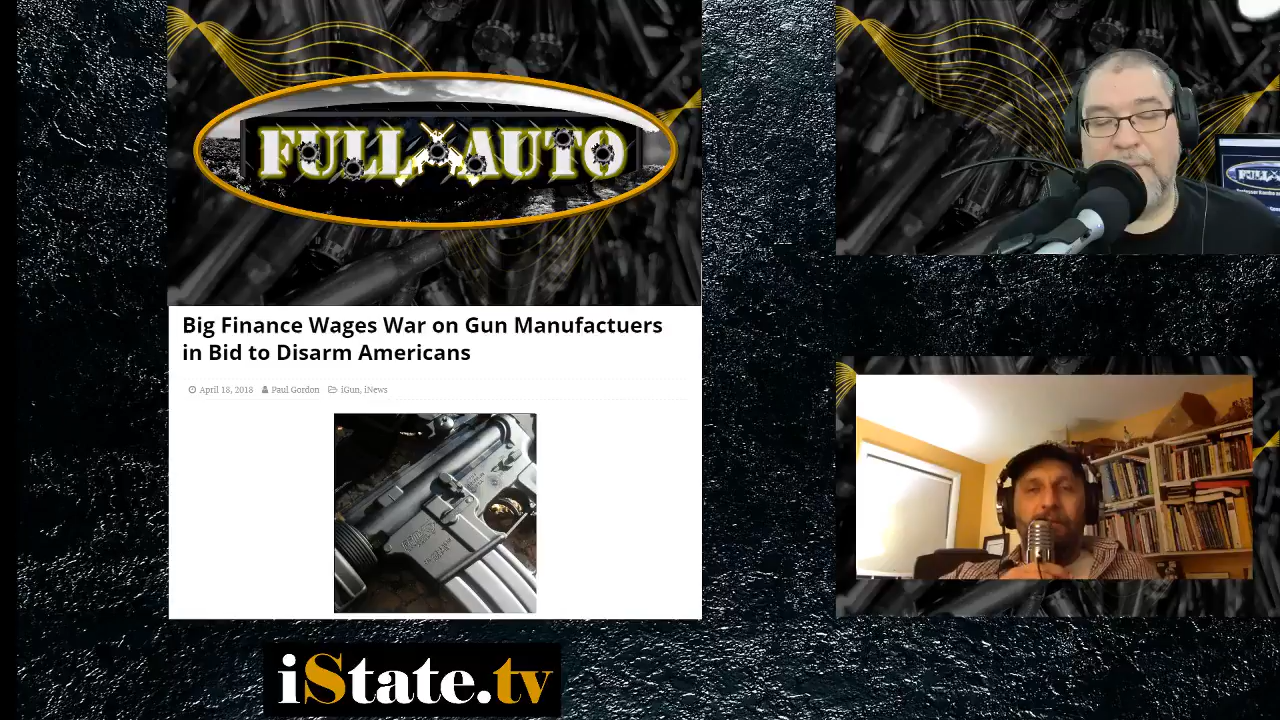 FULL AUTO
Big Finance Wages War on Gun Manufactuers
in Bid to Disarm Americans
April 18, 2018 Paul Gordon iGun, iNews
iState.tv